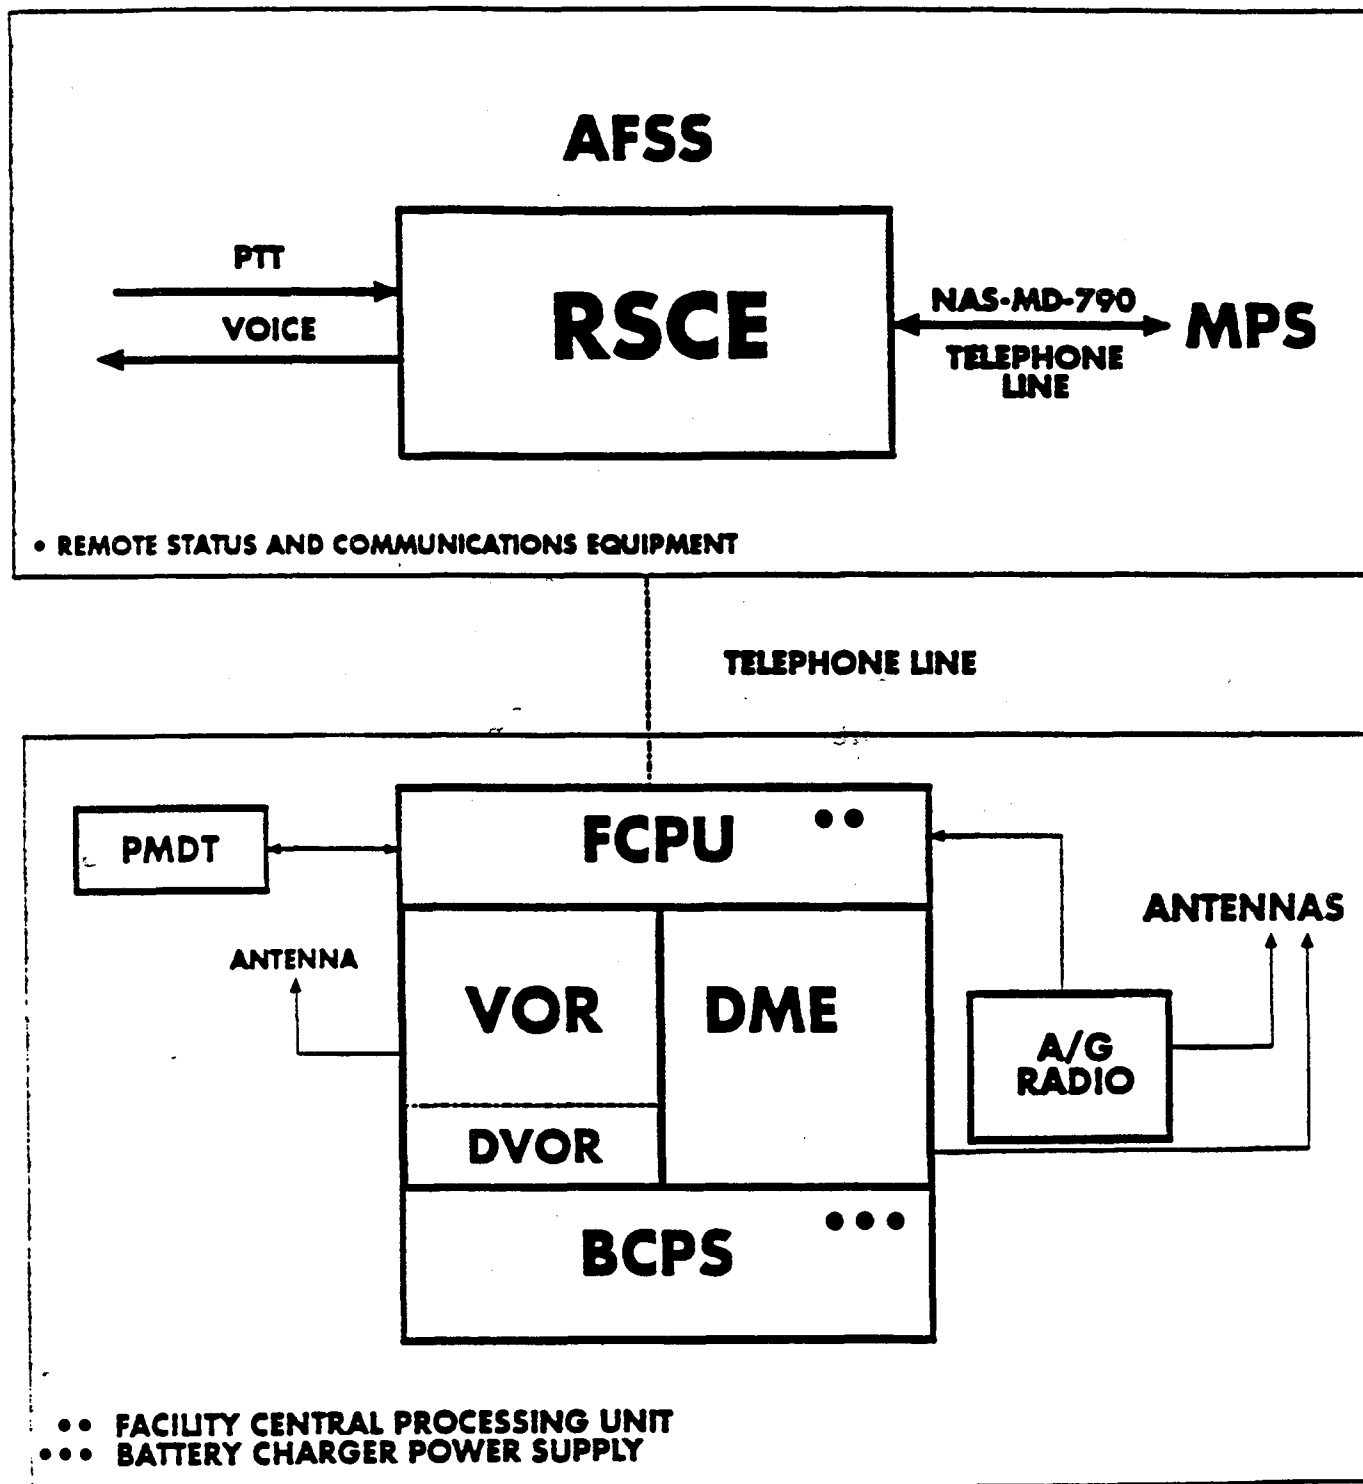 AFSS
PTT
VOICE
RSCE
NAS-MD-790
TELEPHONE
LINE
MPS
• REMOTE STATUS AND COMMUNICATIONS EQUIPMENT
TELEPHONE LINE
PMDT
FCPU ••
ANTENNA
ANTENNAS
VOR
DME
A/G
RADIO
DVOR
BCPS •••
•• FACILITY CENTRAL PROCESSING UNIT
••• BATTERY CHARGER POWER SUPPLY